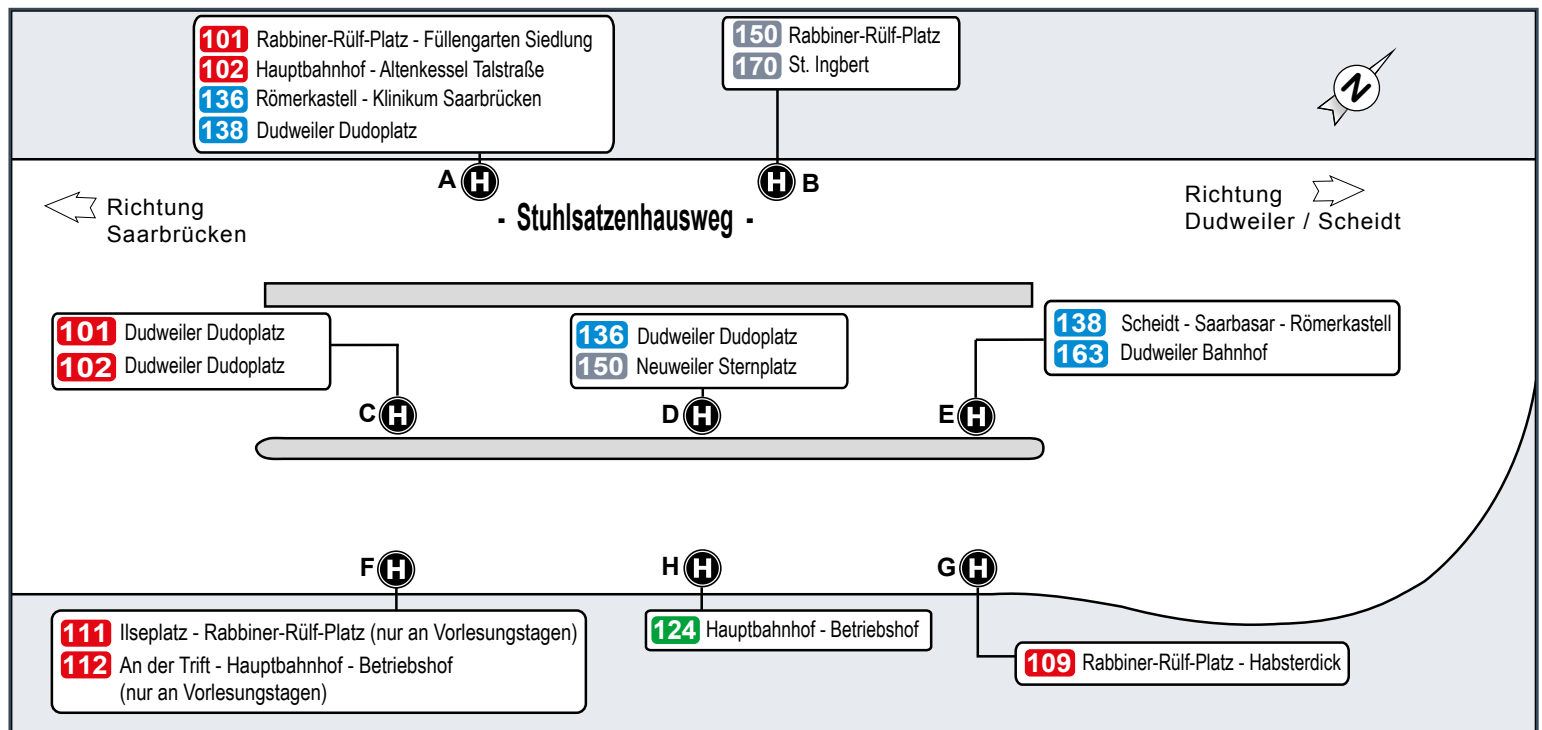 101 Rabbiner-Rülf-Platz - Füllengarten Siedlung
102 Hauptbahnhof - Altenkessel Talstraße
136 Römerkastell - Klinikum Saarbrücken
138 Dudweiler Dudoplatz
150 Rabbiner-Rülf-Platz
170 St. Ingbert
N
A H
H B
Richtung
Saarbrücken
- Stuhlsatzenhausweg -
Richtung
Dudweiler / Scheidt
101 Dudweiler Dudoplatz
102 Dudweiler Dudoplatz
136 Dudweiler Dudoplatz
150 Neuweiler Sternplatz
138 Scheidt - Saarbasar - Römerkastell
163 Dudweiler Bahnhof
C H
D H
E H
F H
H H
G H
111 Ilseplatz - Rabbiner-Rülf-Platz (nur an Vorlesungstagen)
112 An der Trift - Hauptbahnhof - Betriebshof
(nur an Vorlesungstagen)
124 Hauptbahnhof - Betriebshof
109 Rabbiner-Rülf-Platz - Habsterdick